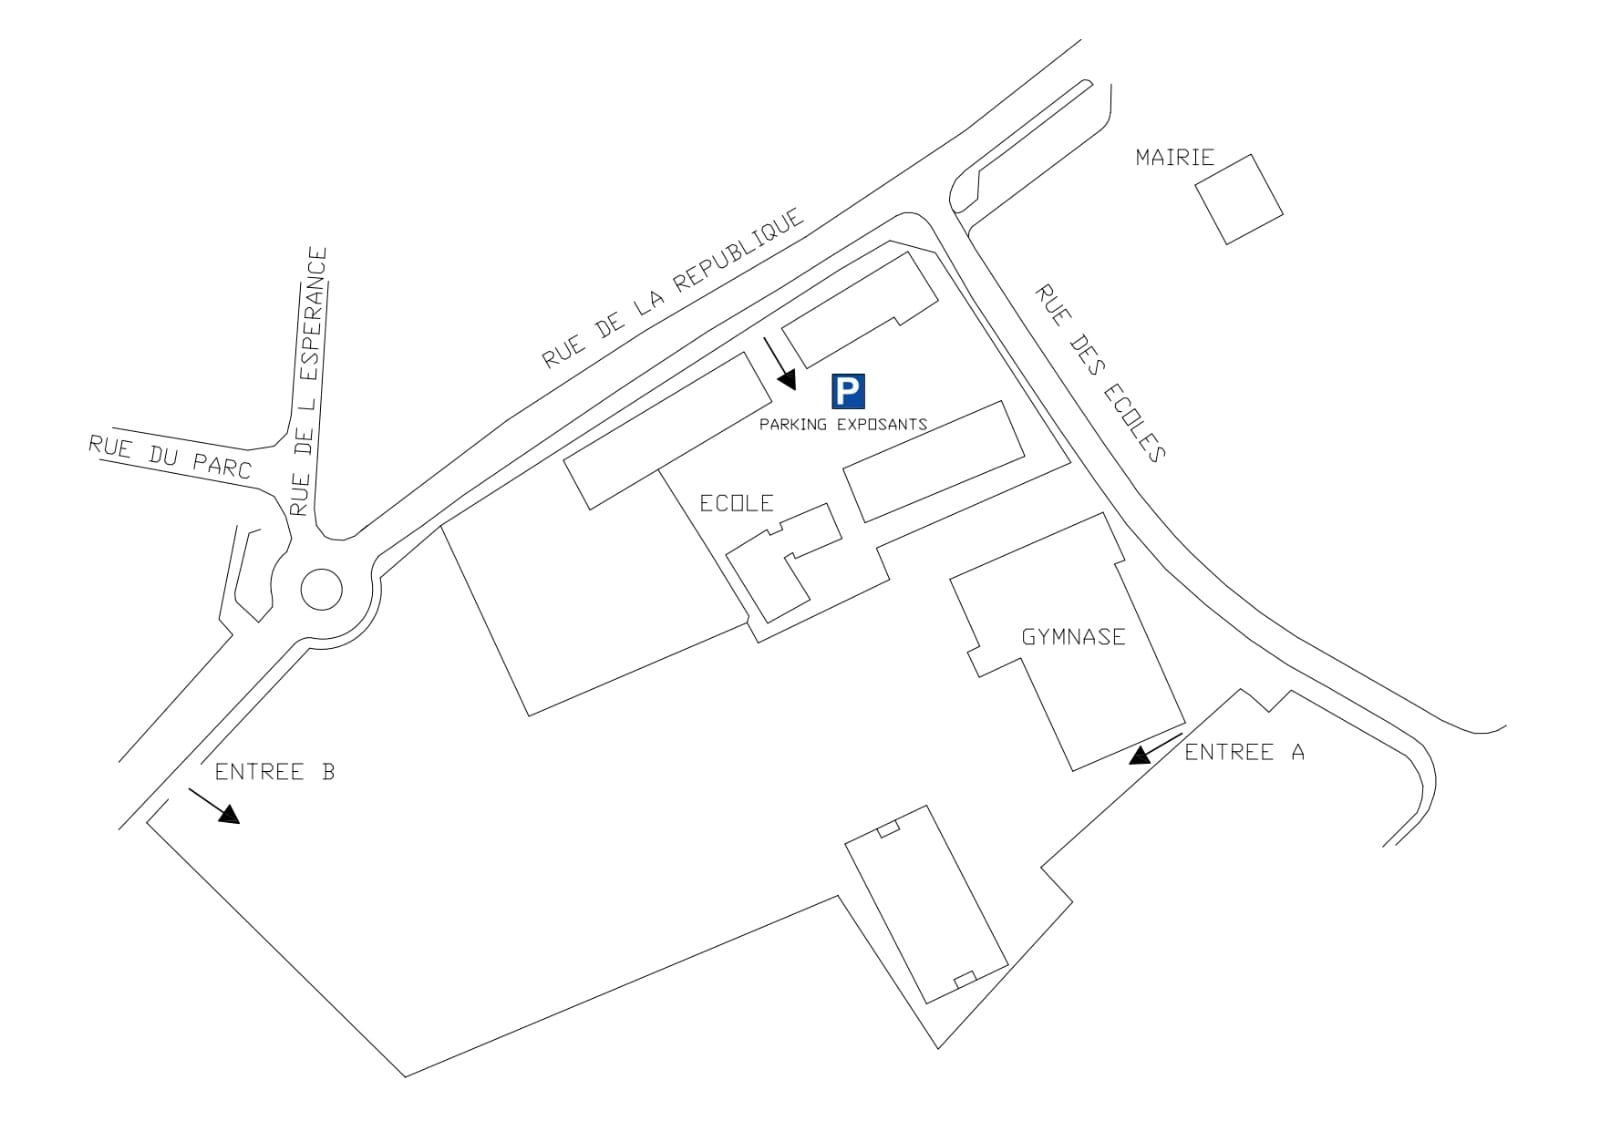 MAIRIE
RUE DE LA REPUBLIQUE
RUE DE L ESPERANCE
RUE DES ECOLES
P
PARKING EXPOSANTS
RUE DU PARC
ECOLE
GYMNASE
ENTREE A
ENTREE B